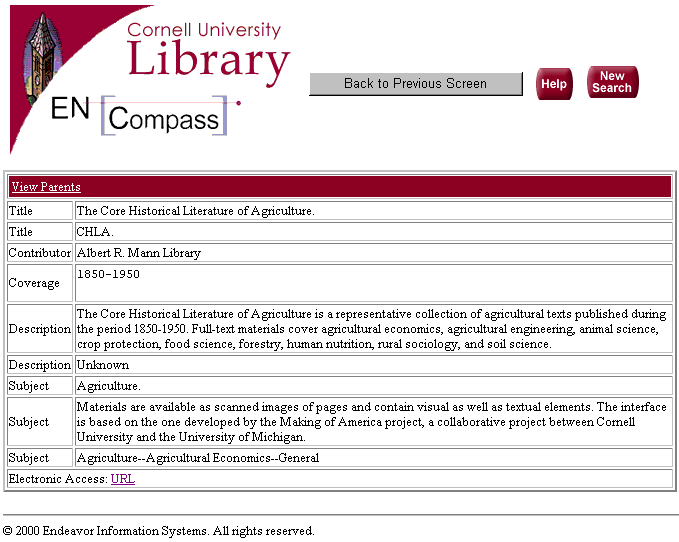 Cornell University
Library
EN
[Compass]
Back to Previous Screen
Help
New
Search
View Parents
Title The Core Historical Literature of Agriculture.
Title CHLA.
Contributor Albert R. Mann Library
Coverage 1850-1950
Description The Core Historical Literature of Agriculture is a representative collection of agricultural texts published during
the period 1850-1950. Full-text materials cover agricultural economics, agricultural engineering, animal science,
crop protection, food science, forestry, human nutrition, rural sociology, and soil science.
Description Unknown
Subject Agriculture.
Subject Materials are available as scanned images of pages and contain visual as well as textual elements. The interface
is based on the one developed by the Making of America project, a collaborative project between Cornell
University and the University of Michigan.
Subject Agriculture--Agricultural Economics--General
Electronic Access: URL
© 2000 Endeavor Information Systems. All rights reserved.